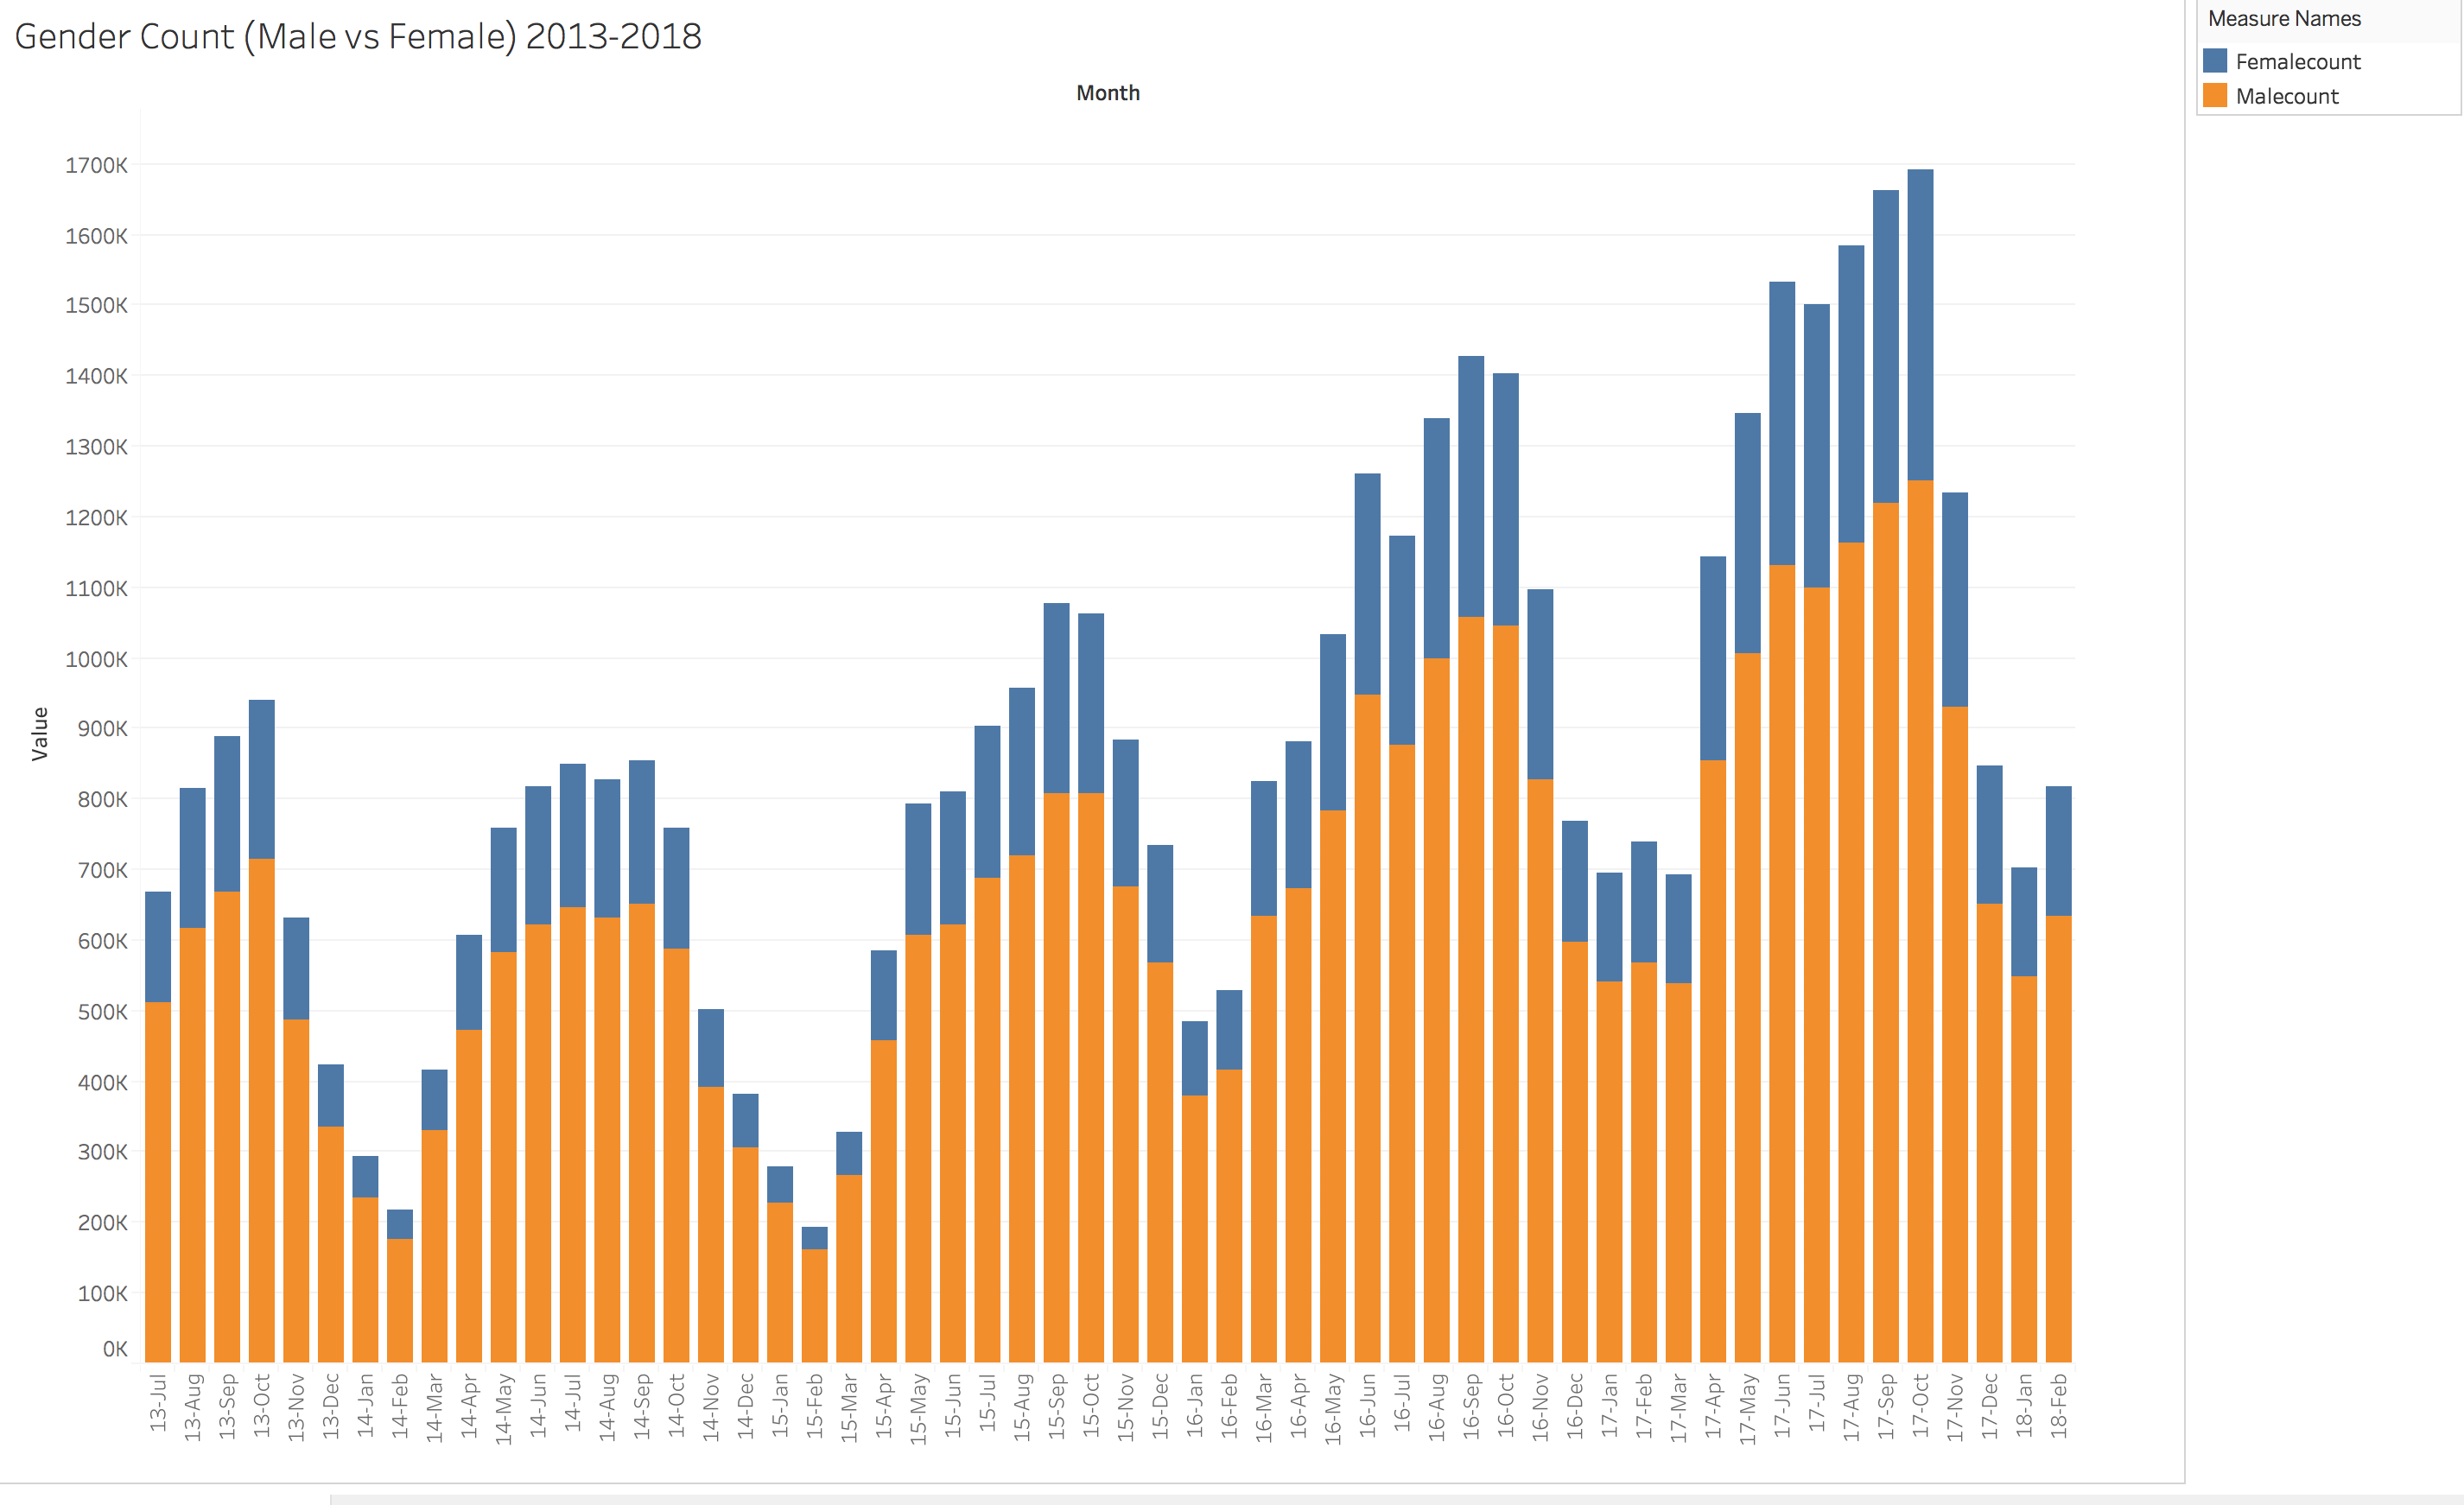 Gender Count (Male vs Female) 2013-2018
Measure Names
Femalecount
Malecount
Month
1700K
1600K
1500K
1400K
1300K
1200K
1100K
1000K
900K
800K
700K
600K
500K
400K
300K
200K
100K
0K
Value
13-Jul
13-Aug
13-Sep
13-Oct
13-Nov
13-Dec
14-Jan
14-Feb
14-Mar
14-Apr
14-May
14-Jun
14-Jul
14-Aug
14-Sep
14-Oct
14-Nov
14-Dec
15-Jan
15-Feb
15-Mar
15-Apr
15-May
15-Jun
15-Jul
15-Aug
15-Sep
15-Oct
15-Nov
15-Dec
16-Jan
16-Feb
16-Mar
16-Apr
16-May
16-Jun
16-Jul
16-Aug
16-Sep
16-Oct
16-Nov
16-Dec
17-Jan
17-Feb
17-Mar
17-Apr
17-May
17-Jun
17-Jul
17-Aug
17-Sep
17-Oct
17-Nov
17-Dec
18-Jan
18-Feb